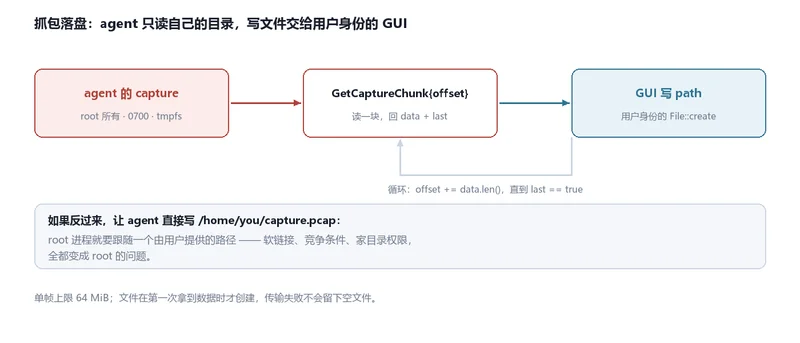 抓包落盘：agent 只读自己的目录，写文件交给用户身份的 GUI
agent 的 capture
root 所有 · 0700 · tmpfs
GetCaptureChunk{offset}
读一块，回 data + last
GUI 写 path
用户身份的 File::create
循环：offset += data.len()，直到 last == true
如果反过来，让 agent 直接写 /home/you/capture.pcap：
root 进程就要跟随一个由用户提供的路径 —— 软链接、竞争条件、家目录权限，
全都变成 root 的问题。
单帧上限 64 MiB；文件在第一次拿到数据时才创建，传输失败不会留下空文件。